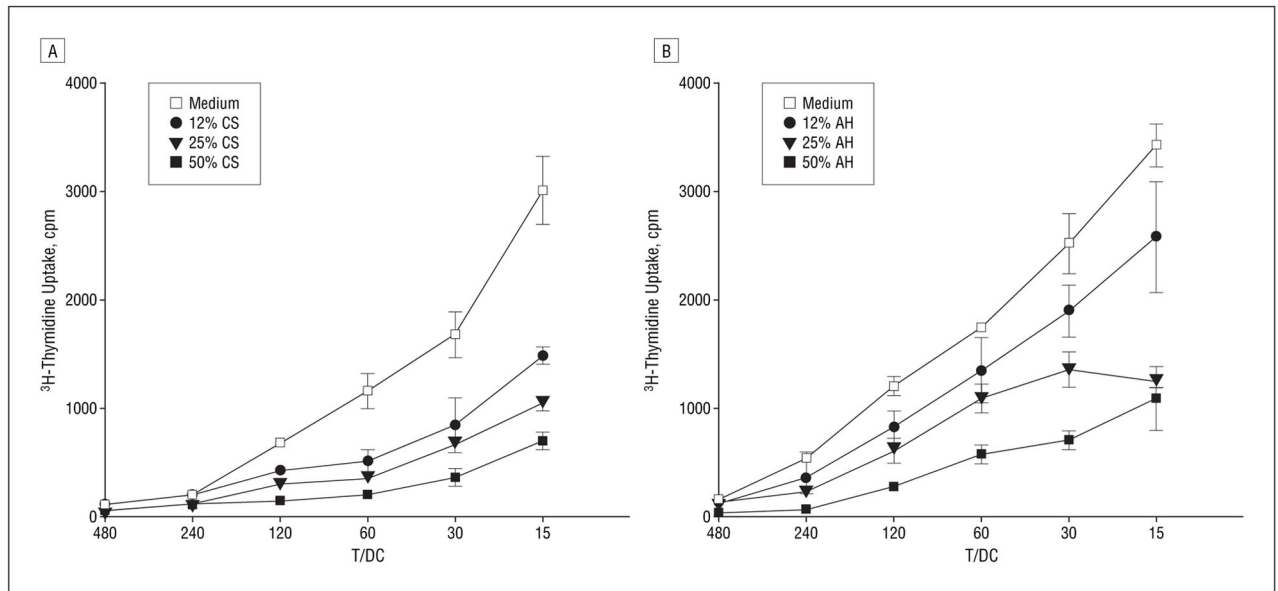 A
4000
3000
2000
1000
0
³H-Thymidine Uptake, cpm
Medium
12% CS
25% CS
50% CS
480 240 120 60 30 15
T/DC
B
4000
3000
2000
1000
0
³H-Thymidine Uptake, cpm
Medium
12% AH
25% AH
50% AH
480 240 120 60 30 15
T/DC